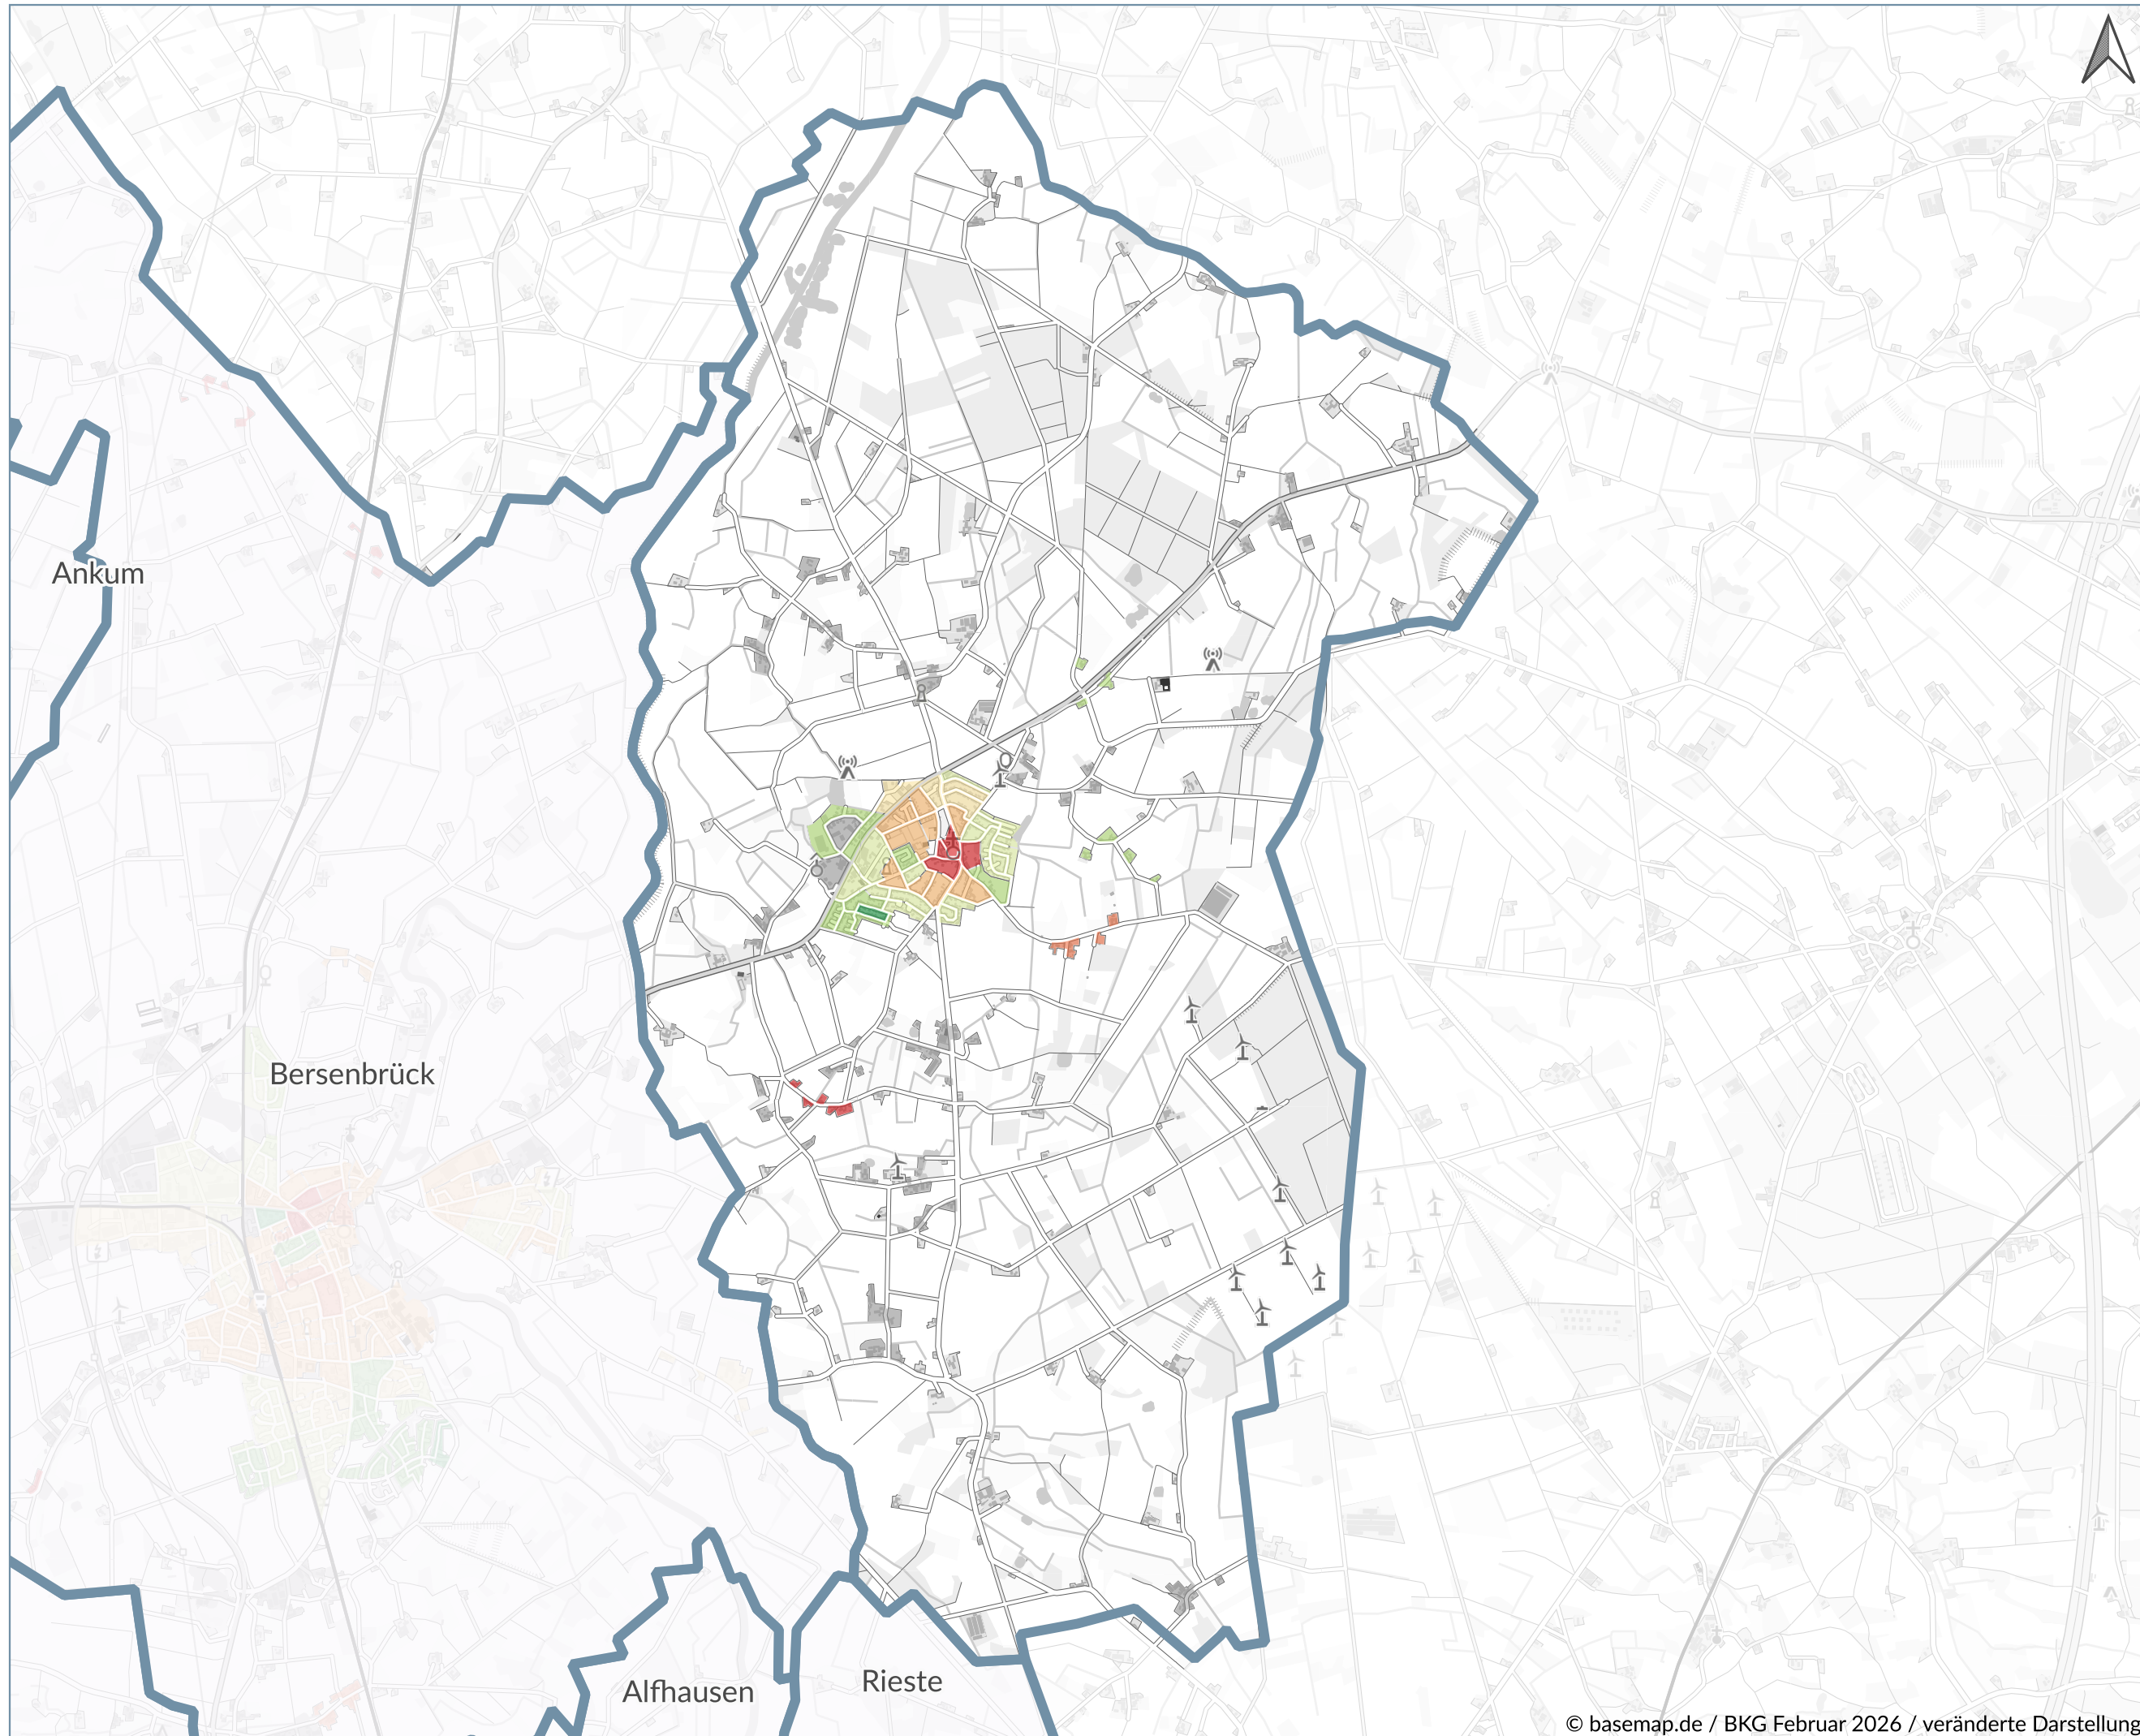 Ankum
Bersenbrück
Alfhausen
Rieste
© basemap.de / BKG Februar 2026 / veränderte Darstellung